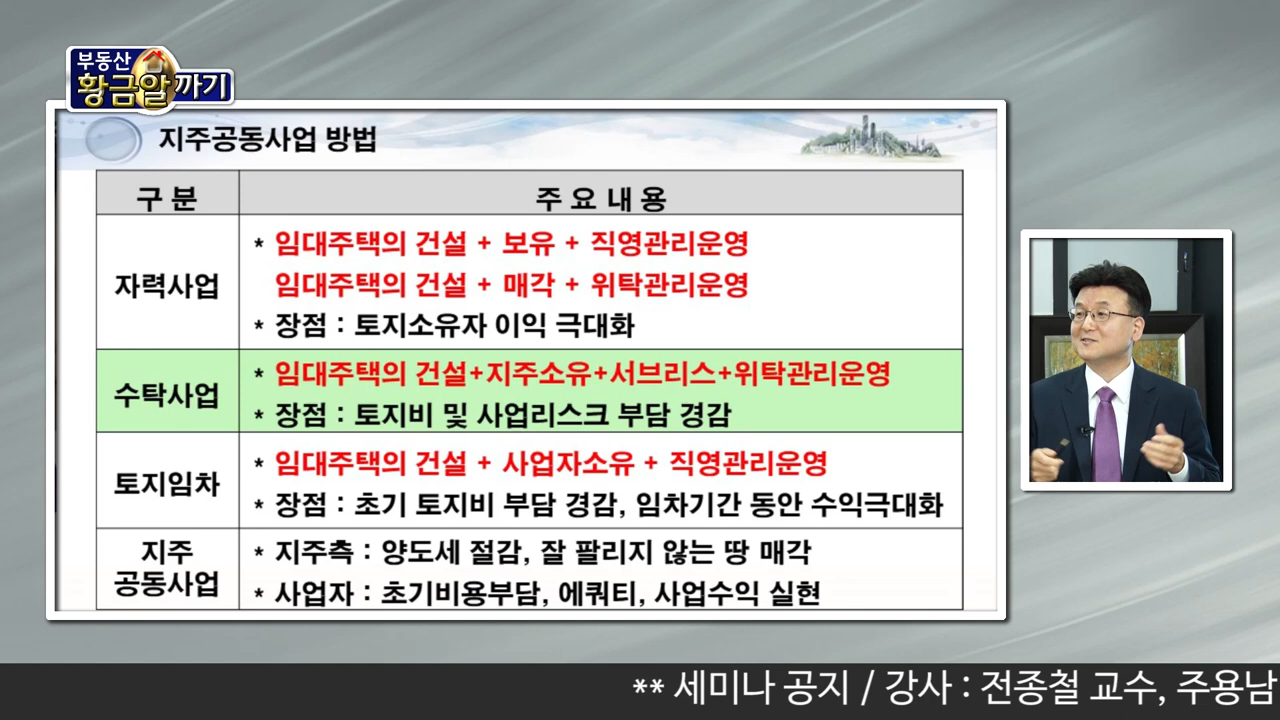 부동산
황금알까기
지주공동사업 방법
구 분
주 요 내 용
자력사업
* 임대주택의 건설 + 보유 + 직영관리운영
임대주택의 건설 + 매각 + 위탁관리운영
* 장점 : 토지소유자 이익 극대화
수탁사업
* 임대주택의 건설+지주소유+서브리스+위탁관리운영
* 장점 : 토지비 및 사업리스크 부담 경감
토지임차
* 임대주택의 건설 + 사업자소유 + 직영관리운영
* 장점 : 초기 토지비 부담 경감, 임차기간 동안 수익극대화
지주
공동사업
* 지주측 : 양도세 절감, 잘 팔리지 않는 땅 매각
* 사업자 : 초기비용부담, 에쿼티, 사업수익 실현
** 세미나 공지 / 강사 : 전종철 교수, 주용남